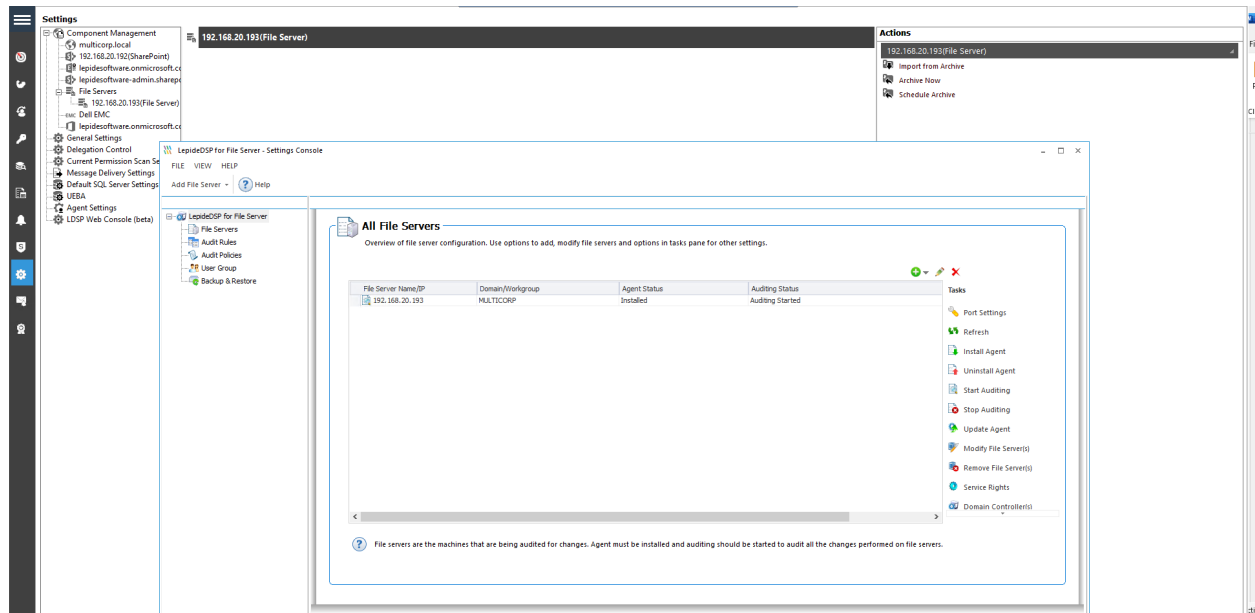 Settings
Component Management
multicorp.local
192.168.20.192(SharePoint)
lepidesoftware.onmicrosoft.cc
lepidesoftware-admin.sharepo
File Servers
192.168.20.193(File Server)
EMC Dell EMC
lepidesoftware.onmicrosoft.cc
General Settings
Delegation Control
Current Permission Scan Se
Message Delivery Settings
Default SQL Server Settings
UEBA
Agent Settings
LDSP Web Console (beta)
192.168.20.193(File Server)
Actions
192.168.20.193(File Server)
Import from Archive
Archive Now
Schedule Archive
LepideDSP for File Server - Settings Console
FILE VIEW HELP
Add File Server ? Help
LepideDSP for File Server
File Servers
Audit Rules
Audit Policies
User Group
Backup & Restore
All File Servers
Overview of file server configuration. Use options to add, modify file servers and options in tasks pane for other settings.
File Server Name/IP Domain/Workgroup Agent Status Auditing Status
192.168.20.193 MULTICORP Installed Auditing Started
Tasks
Port Settings
Refresh
Install Agent
Uninstall Agent
Start Auditing
Stop Auditing
Update Agent
Modify File Server(s)
Remove File Server(s)
Service Rights
Domain Controller(s)
? File servers are the machines that are being audited for changes. Agent must be installed and auditing should be started to audit all the changes performed on file servers.